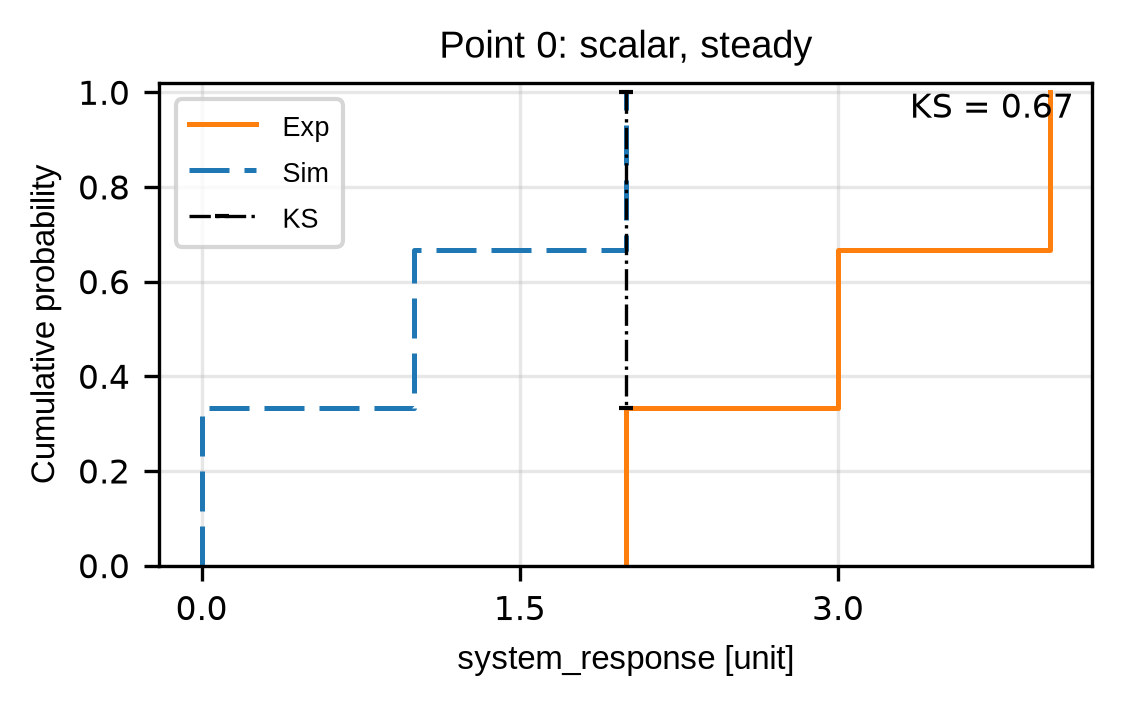 Point 0: scalar, steady
KS = 0.67
Exp
Sim
KS
Cumulative probability
1.0
0.8
0.6
0.4
0.2
0.0
0.0 1.5 3.0
system_response [unit]